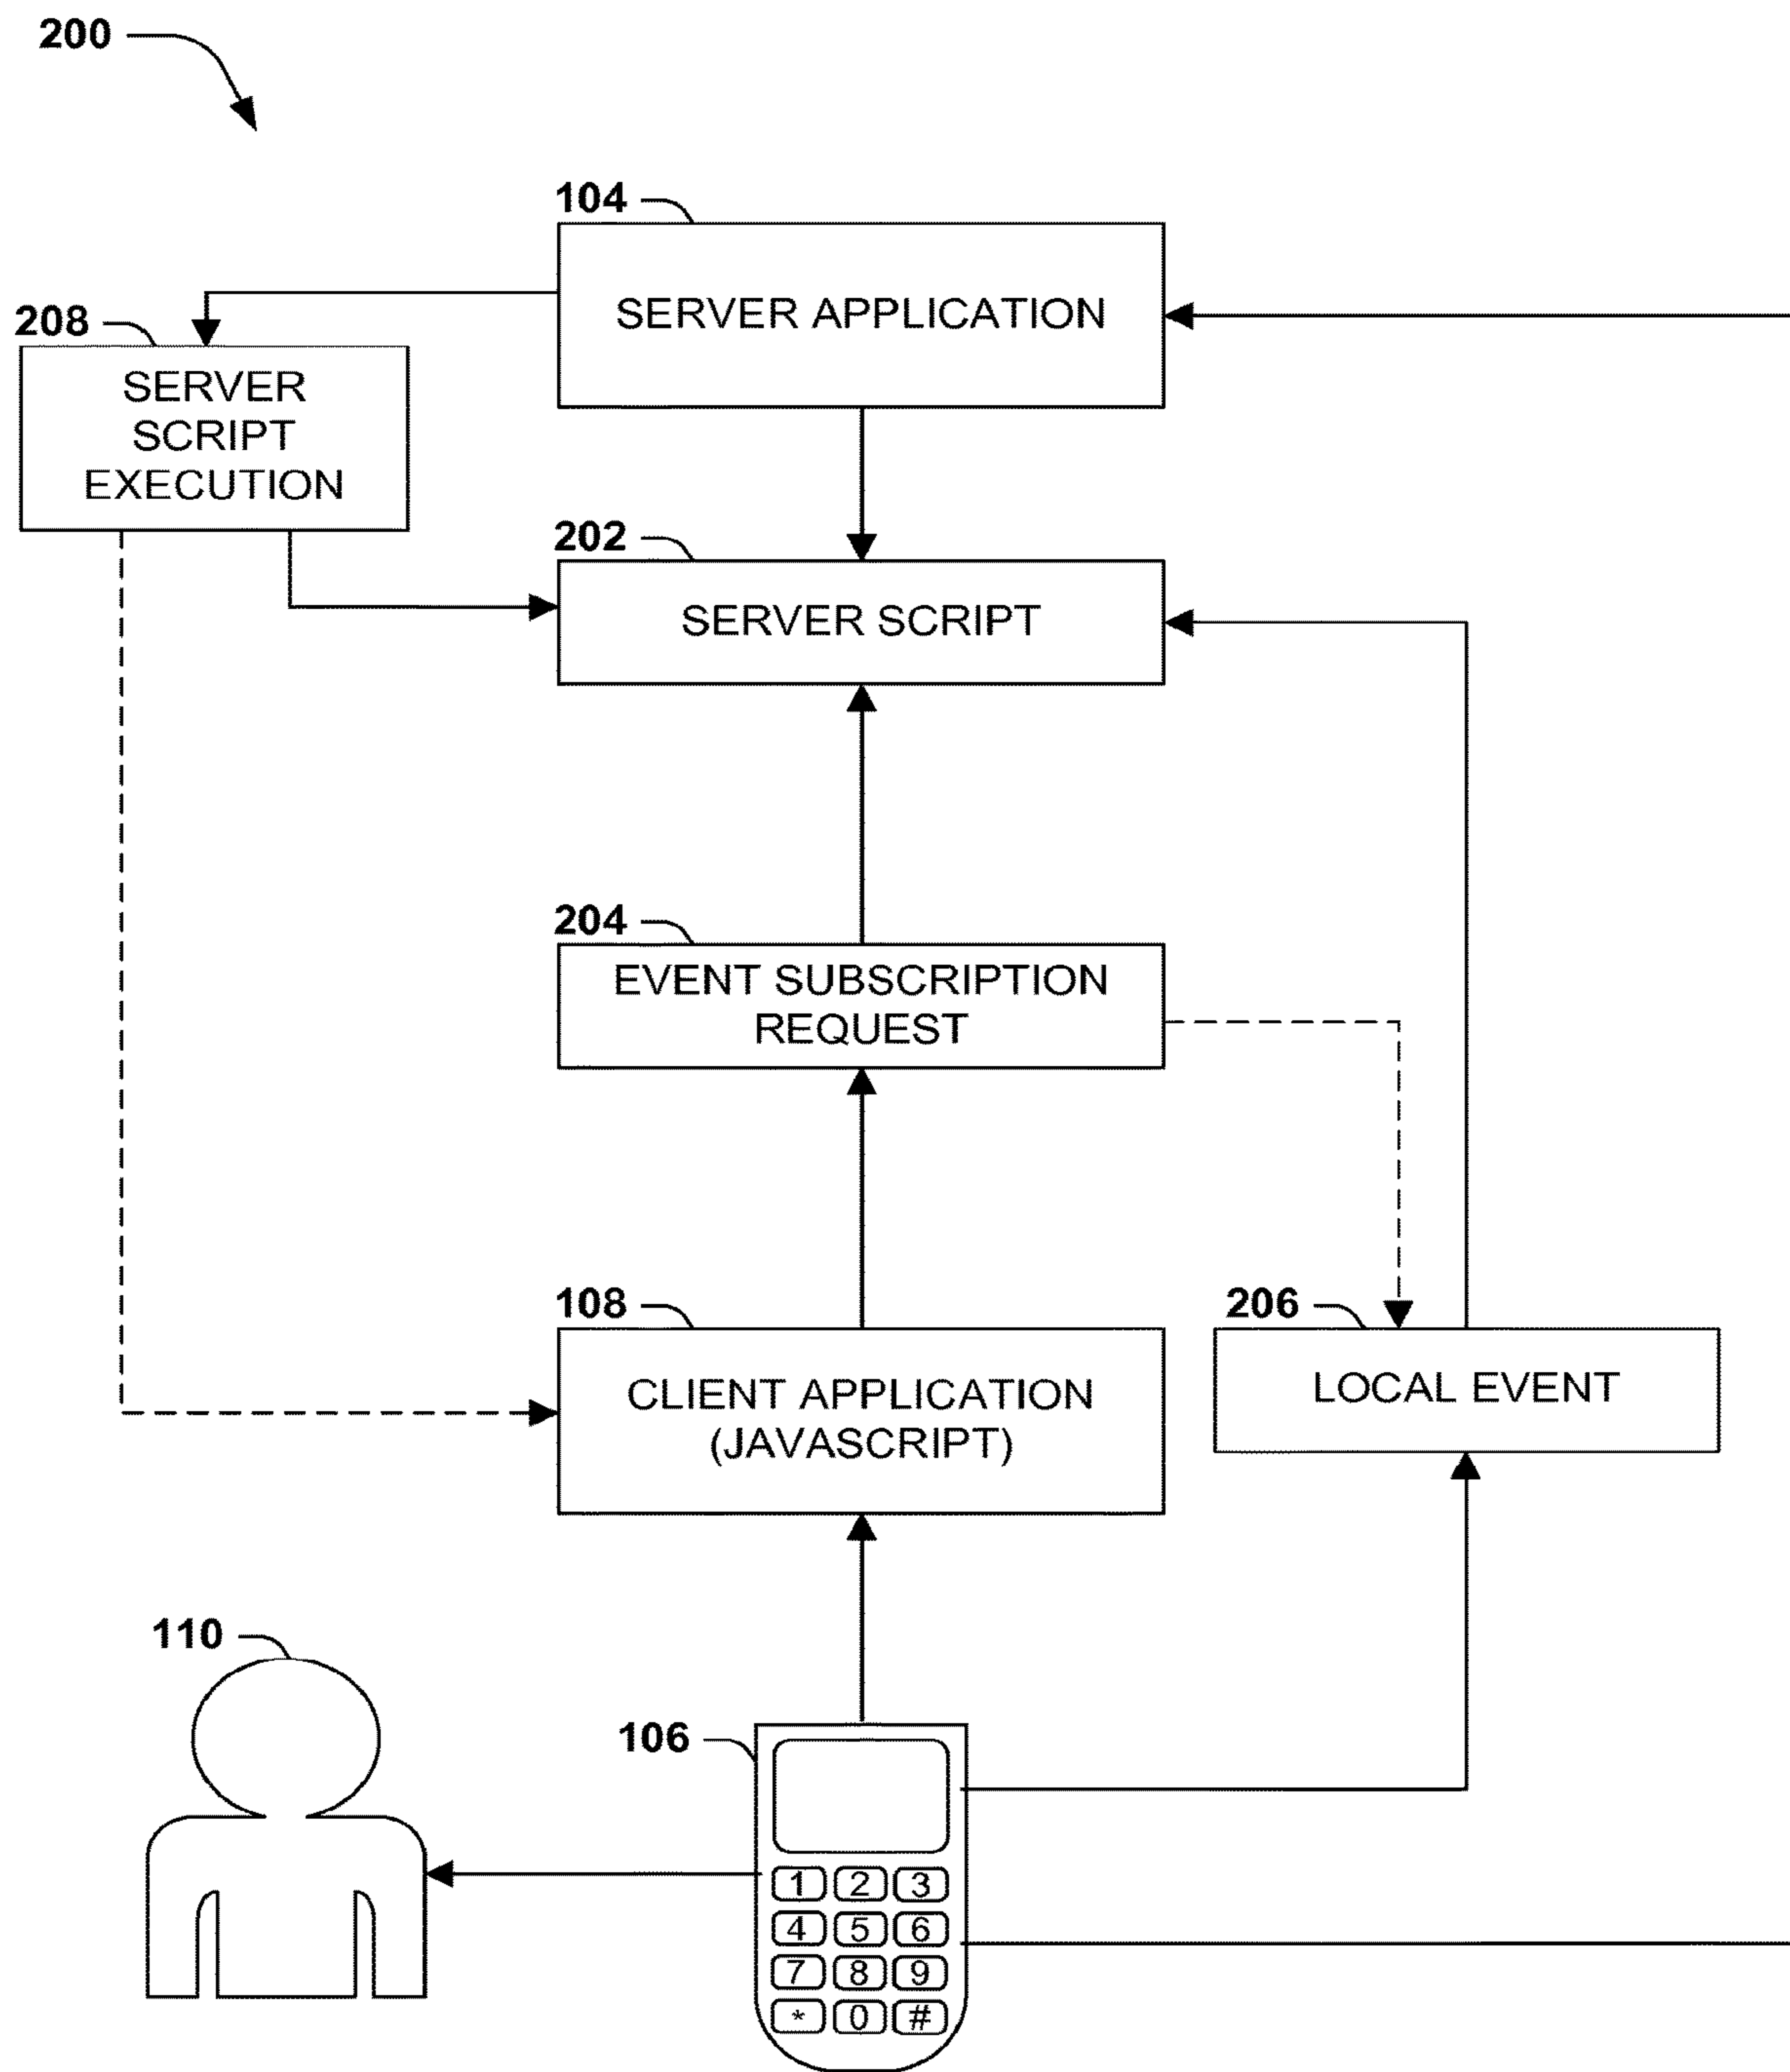 200
104
SERVER APPLICATION
208
SERVER
SCRIPT
EXECUTION
202
SERVER SCRIPT
204
EVENT SUBSCRIPTION
REQUEST
108
CLIENT APPLICATION
(JAVASCRIPT)
206
LOCAL EVENT
110
106
1 2 3
4 5 6
7 8 9
* 0 #